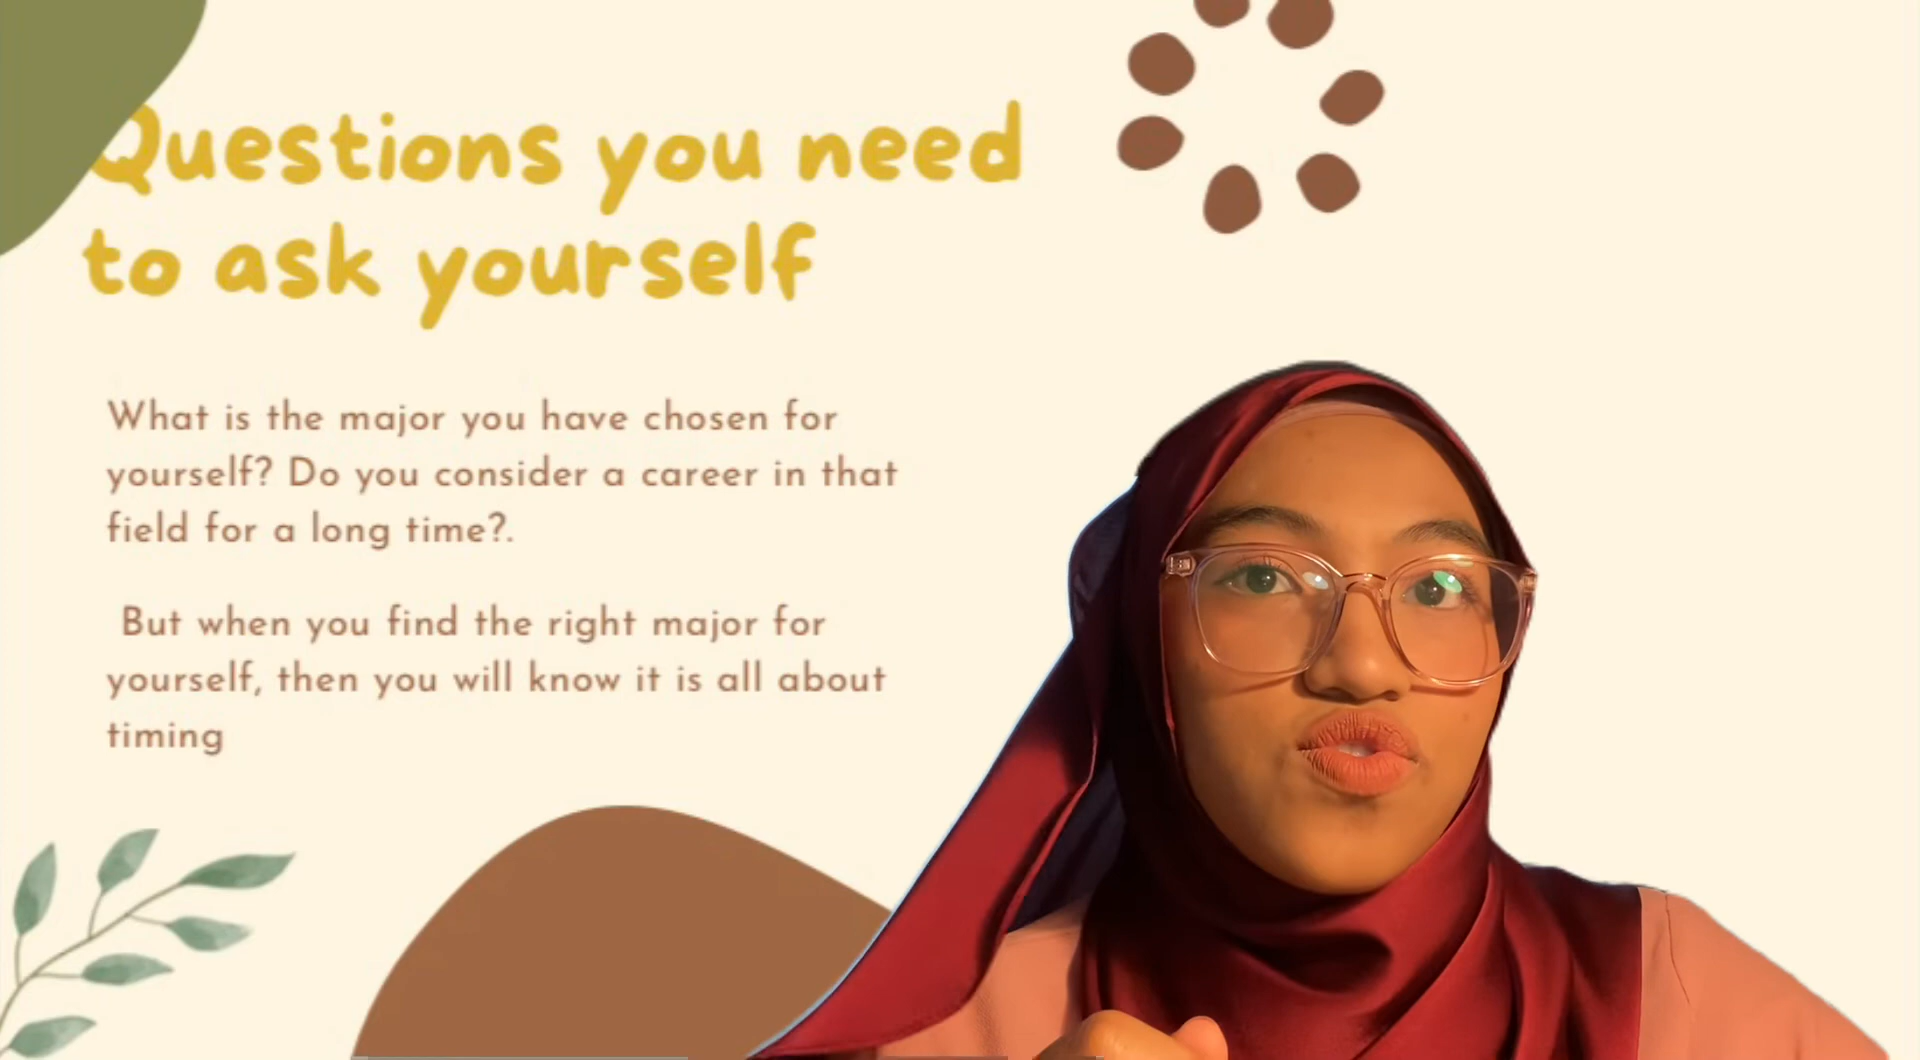 Questions you need
to ask yourself
What is the major you have chosen for
yourself? Do you consider a career in that
field for a long time?.
But when you find the right major for
yourself, then you will know it is all about
timing